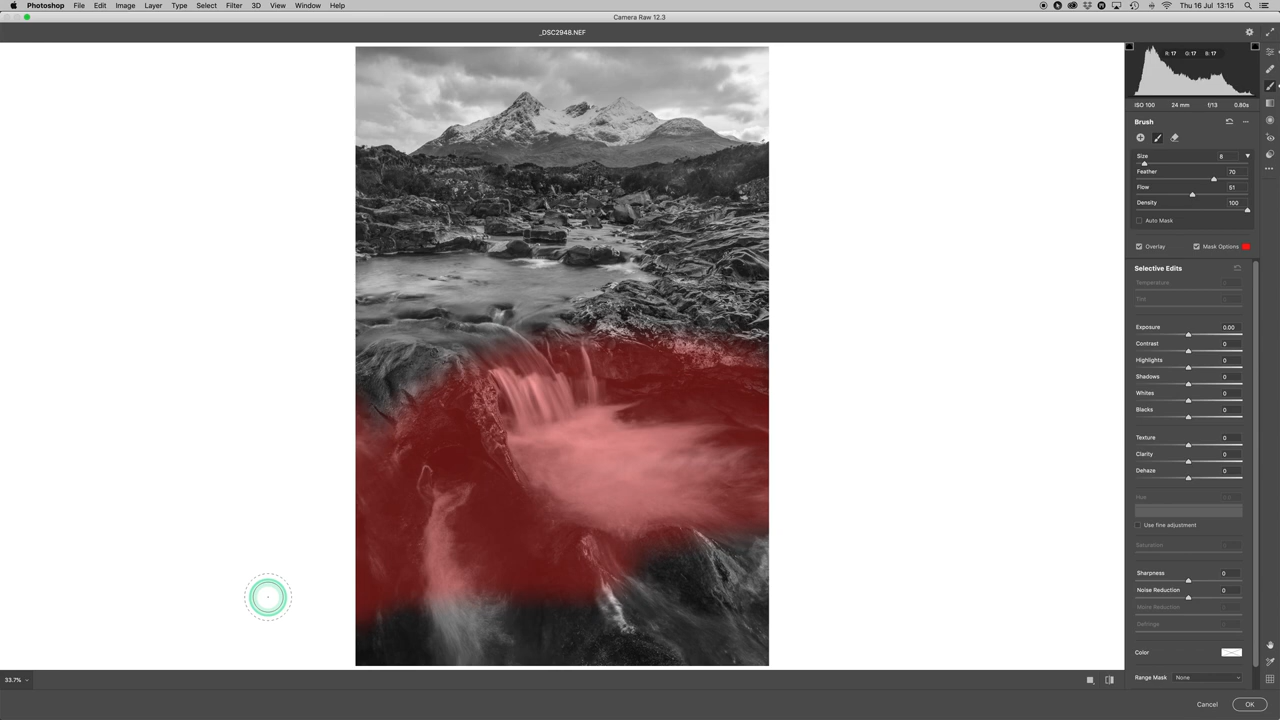 Photoshop File Edit Image Layer Type Select Filter 3D View Window Help
Thu 16 Jul 13:15
Camera Raw 12.3
_DSC2948.NEF
R: 17 G: 17 B: 17
ISO 100 24 mm f/13 0.80s
Brush
Size 8
Feather 70
Flow 51
Density 100
Auto Mask
Overlay Mask Options
Selective Edits
Temperature
Tint
Exposure 0.00
Contrast 0
Highlights 0
Shadows 0
Whites 0
Blacks 0
Texture 0
Clarity 0
Dehaze 0
Hue
Use fine adjustment
Saturation
Sharpness 0
Noise Reduction 0
Moire Reduction
Defringe
Color
Range Mask None
33.7%
Cancel OK